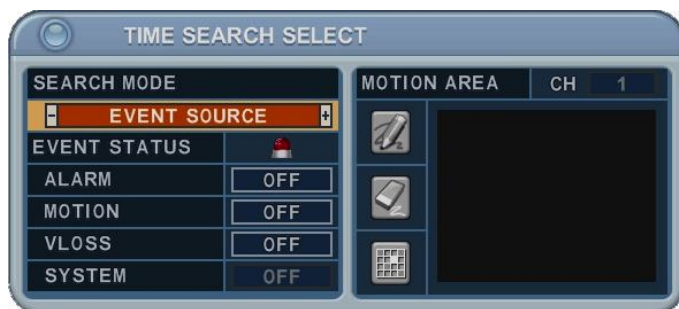 TIME SEARCH SELECT
SEARCH MODE
- EVENT SOURCE +
EVENT STATUS
ALARM OFF
MOTION OFF
VLOSS OFF
SYSTEM OFF
MOTION AREA CH 1